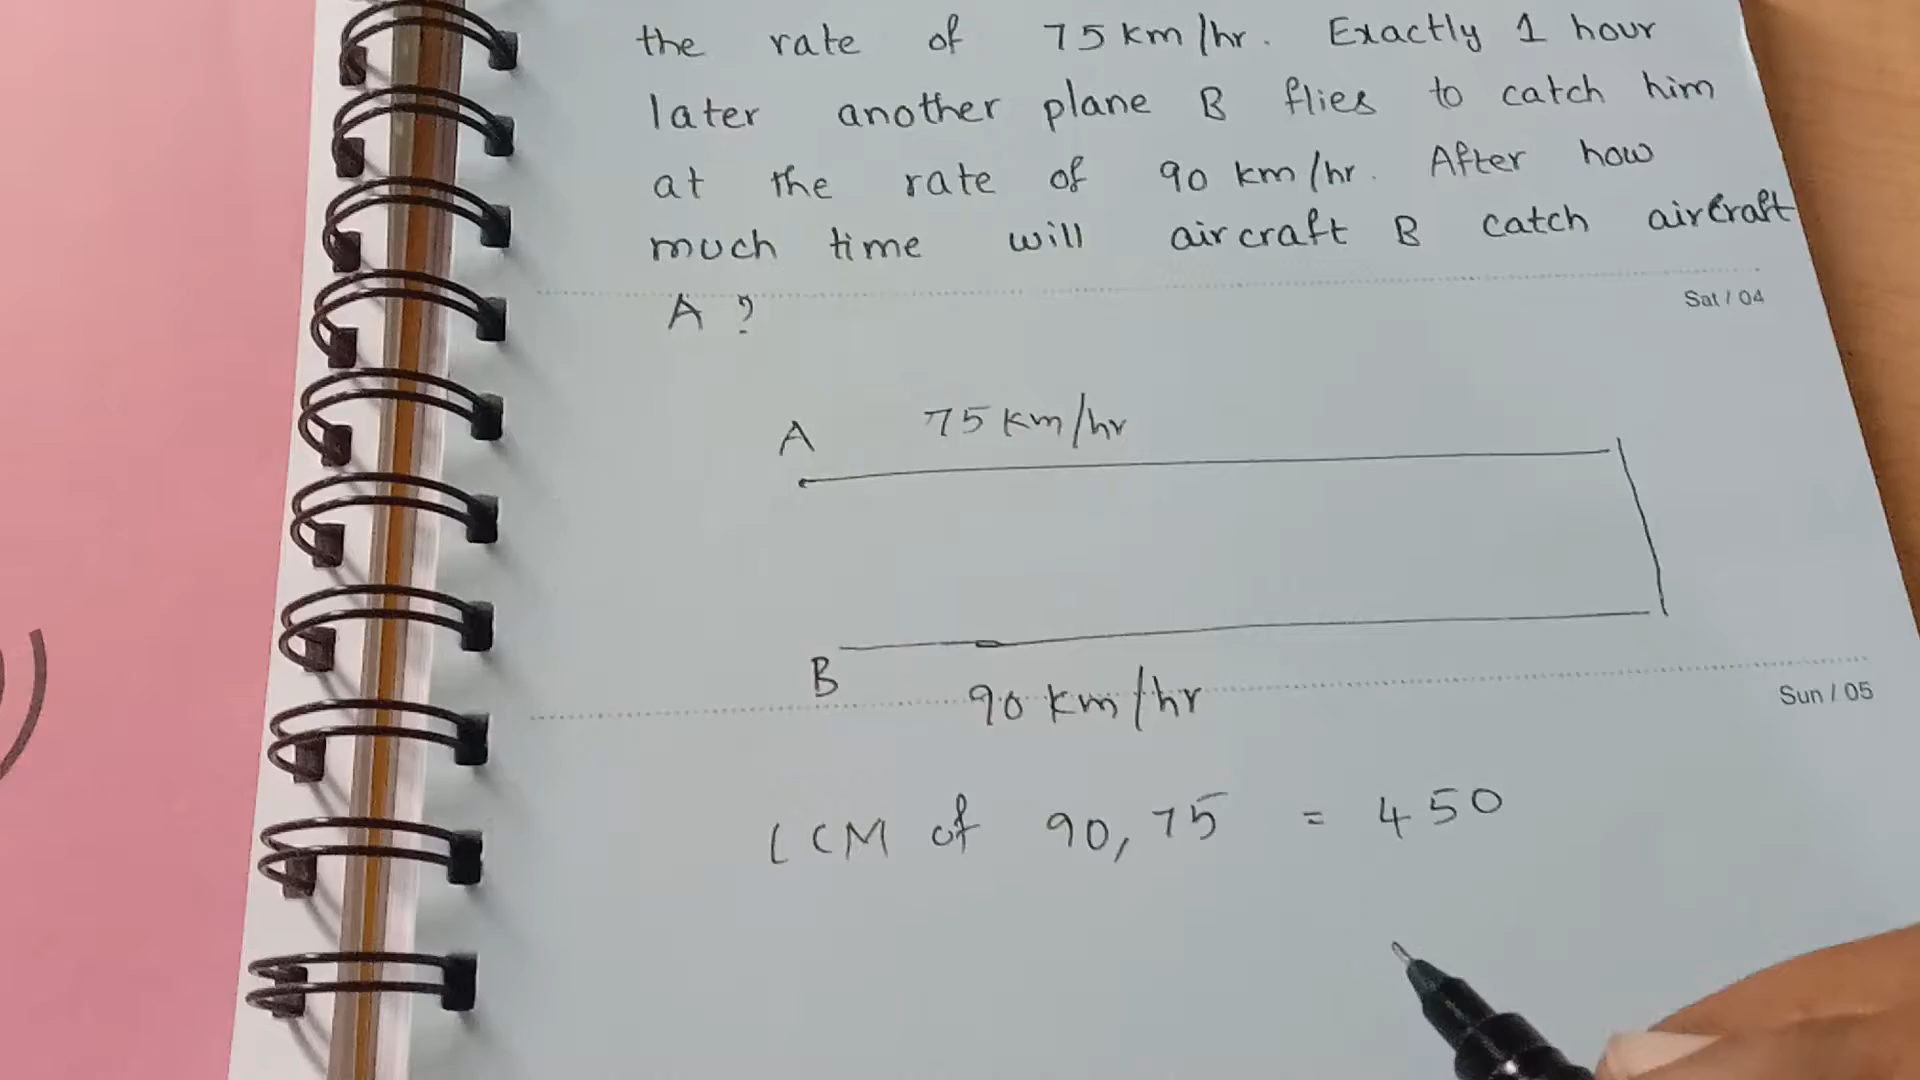 the rate of 75 km/hr. Exactly 1 hour
later another plane B flies to catch him
at the rate of 90 km/hr. After how
much time will aircraft B catch aircraft
Sat / 04
A ?
A 75 km/hr
B 90 km/hr
Sun / 05
LCM of 90, 75 = 450